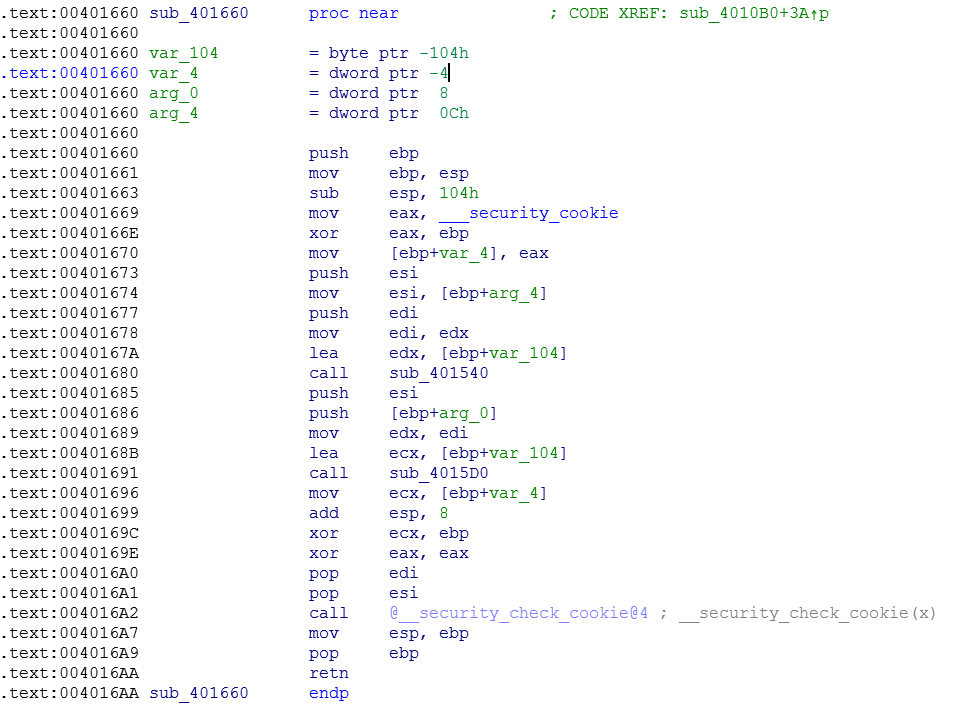 .text:00401660 sub_401660      proc near               ; CODE XREF: sub_4010B0+3A↑p
.text:00401660
.text:00401660 var_104         = byte ptr -104h
.text:00401660 var_4           = dword ptr -4
.text:00401660 arg_0           = dword ptr  8
.text:00401660 arg_4           = dword ptr  0Ch
.text:00401660
.text:00401660                 push    ebp
.text:00401661                 mov     ebp, esp
.text:00401663                 sub     esp, 104h
.text:00401669                 mov     eax, ___security_cookie
.text:0040166E                 xor     eax, ebp
.text:00401670                 mov     [ebp+var_4], eax
.text:00401673                 push    esi
.text:00401674                 mov     esi, [ebp+arg_4]
.text:00401677                 push    edi
.text:00401678                 mov     edi, edx
.text:0040167A                 lea     edx, [ebp+var_104]
.text:00401680                 call    sub_401540
.text:00401685                 push    esi
.text:00401686                 push    [ebp+arg_0]
.text:00401689                 mov     edx, edi
.text:0040168B                 lea     ecx, [ebp+var_104]
.text:00401691                 call    sub_4015D0
.text:00401696                 mov     ecx, [ebp+var_4]
.text:00401699                 add     esp, 8
.text:0040169C                 xor     ecx, ebp
.text:0040169E                 xor     eax, eax
.text:004016A0                 pop     edi
.text:004016A1                 pop     esi
.text:004016A2                 call    @__security_check_cookie@4 ; __security_check_cookie(x)
.text:004016A7                 mov     esp, ebp
.text:004016A9                 pop     ebp
.text:004016AA                 retn
.text:004016AA sub_401660      endp